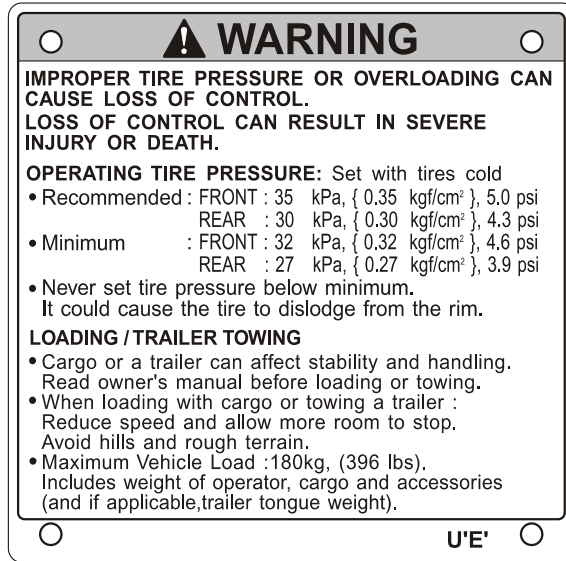 WARNING
IMPROPER TIRE PRESSURE OR OVERLOADING CAN
CAUSE LOSS OF CONTROL.
LOSS OF CONTROL CAN RESULT IN SEVERE
INJURY OR DEATH.
OPERATING TIRE PRESSURE: Set with tires cold
• Recommended : FRONT : 35 kPa, { 0.35 kgf/cm² }, 5.0 psi
REAR : 30 kPa, { 0.30 kgf/cm² }, 4.3 psi
• Minimum : FRONT : 32 kPa, { 0.32 kgf/cm² }, 4.6 psi
REAR : 27 kPa, { 0.27 kgf/cm² }, 3.9 psi
• Never set tire pressure below minimum.
It could cause the tire to dislodge from the rim.
LOADING / TRAILER TOWING
• Cargo or a trailer can affect stability and handling.
Read owner's manual before loading or towing.
• When loading with cargo or towing a trailer :
Reduce speed and allow more room to stop.
Avoid hills and rough terrain.
• Maximum Vehicle Load :180kg, (396 lbs).
Includes weight of operator, cargo and accessories
(and if applicable,trailer tongue weight).
U'E'